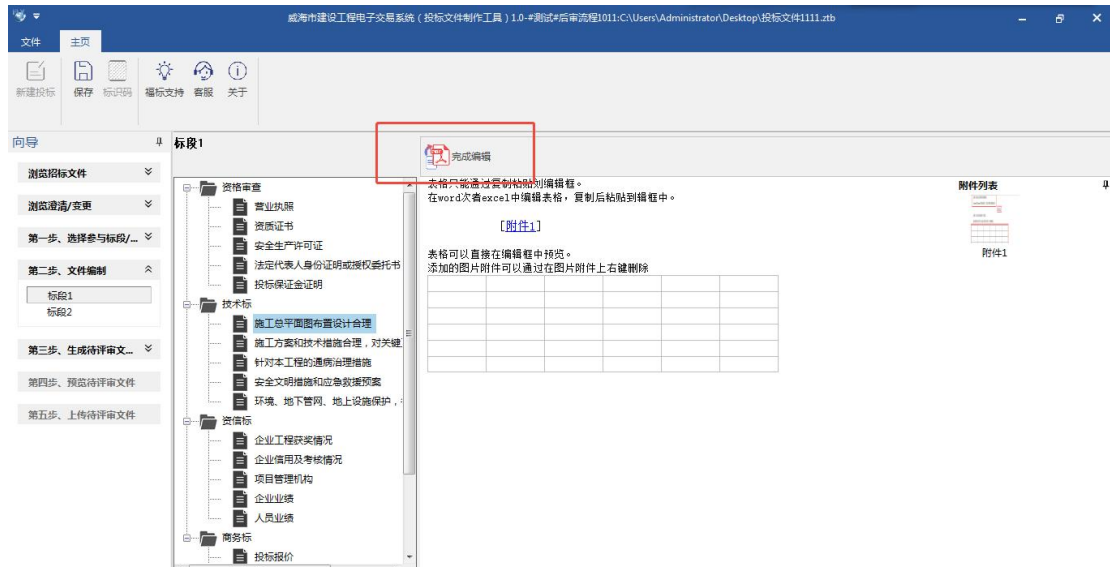 威海市建设工程电子交易系统(投标文件制作工具)1.0-#测试#后审流程1011:C:\Users\Administrator\Desktop\投标文件1111.ztb
文件 主页
新建投标 保存 标识码 福标支持 客服 关于
向导
浏览招标文件
浏览澄清/变更
第一步、选择参与标段/...
第二步、文件编制
标段1
标段2
第三步、生成待评审文...
第四步、预览待评审文件
第五步、上传待评审文件
标段1
资格审查
营业执照
资质证书
安全生产许可证
法定代表人身份证明或授权委托书
投标保证金证明
技术标
施工总平面图布置设计合理
施工方案和技术措施合理,对关键
针对本工程的通病治理措施
安全文明措施和应急救援预案
环境、地下管网、地上设施保护,
资信标
企业工程获奖情况
企业信用及考核情况
项目管理机构
企业业绩
人员业绩
商务标
投标报价
完成编辑
表格只能通过复制粘贴到编辑框。
在word次者excel中编辑表格,复制后粘贴到辑框中。
[附件1]
表格可以直接在编辑框中预览。
添加的图片附件可以通过在图片附件上右键删除
附件列表
附件1